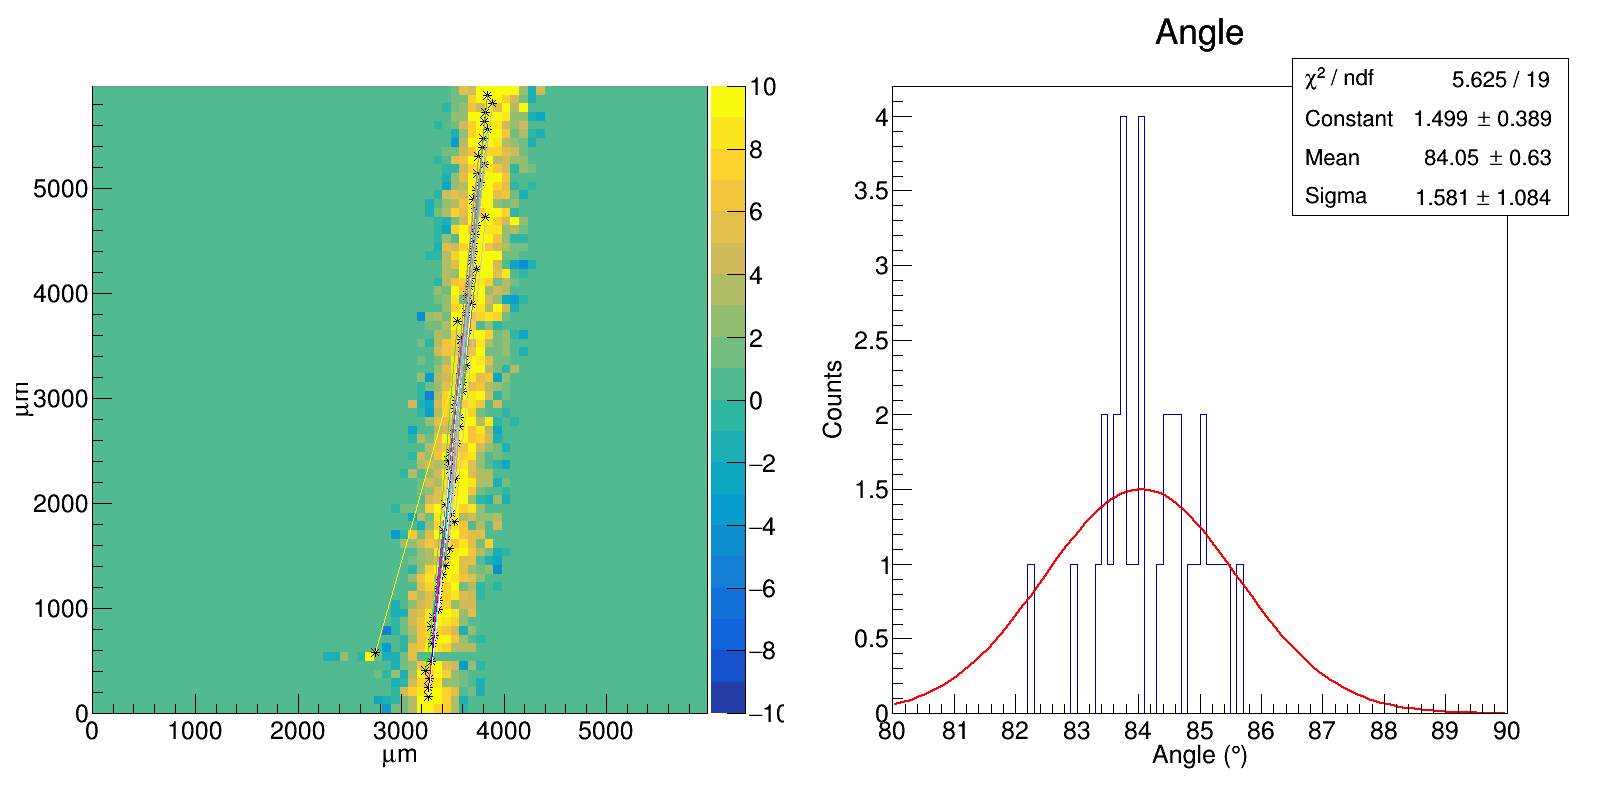 Angle
χ² / ndf 5.625 / 19
Constant 1.499 ± 0.389
Mean 84.05 ± 0.63
Sigma 1.581 ± 1.084
5000
4000
3000
2000
1000
0
μm
0 1000 2000 3000 4000 5000
μm
10
8
6
4
2
0
−2
−4
−6
−8
−10
4
3.5
3
2.5
2
1.5
1
0.5
0
Counts
80 81 82 83 84 85 86 87 88 89 90
Angle (°)